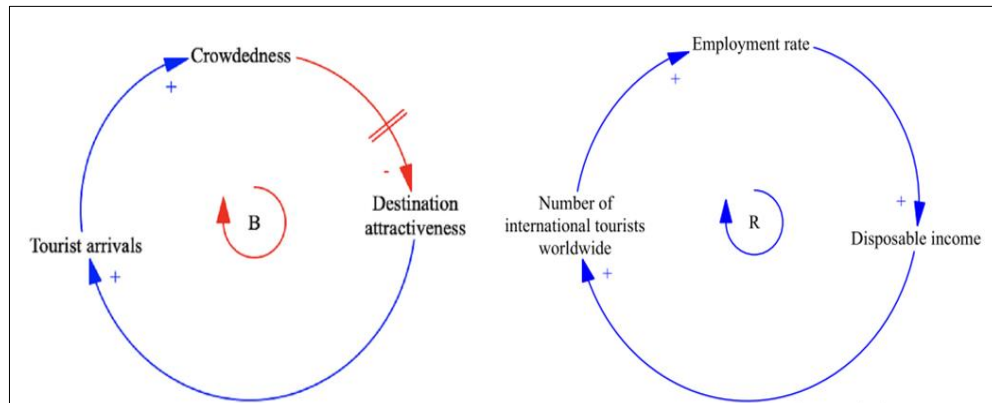 Crowdedness
+
-
B
Destination
attractiveness
Tourist arrivals
+
Employment rate
+
+
R
Number of
international tourists
worldwide
Disposable income
+